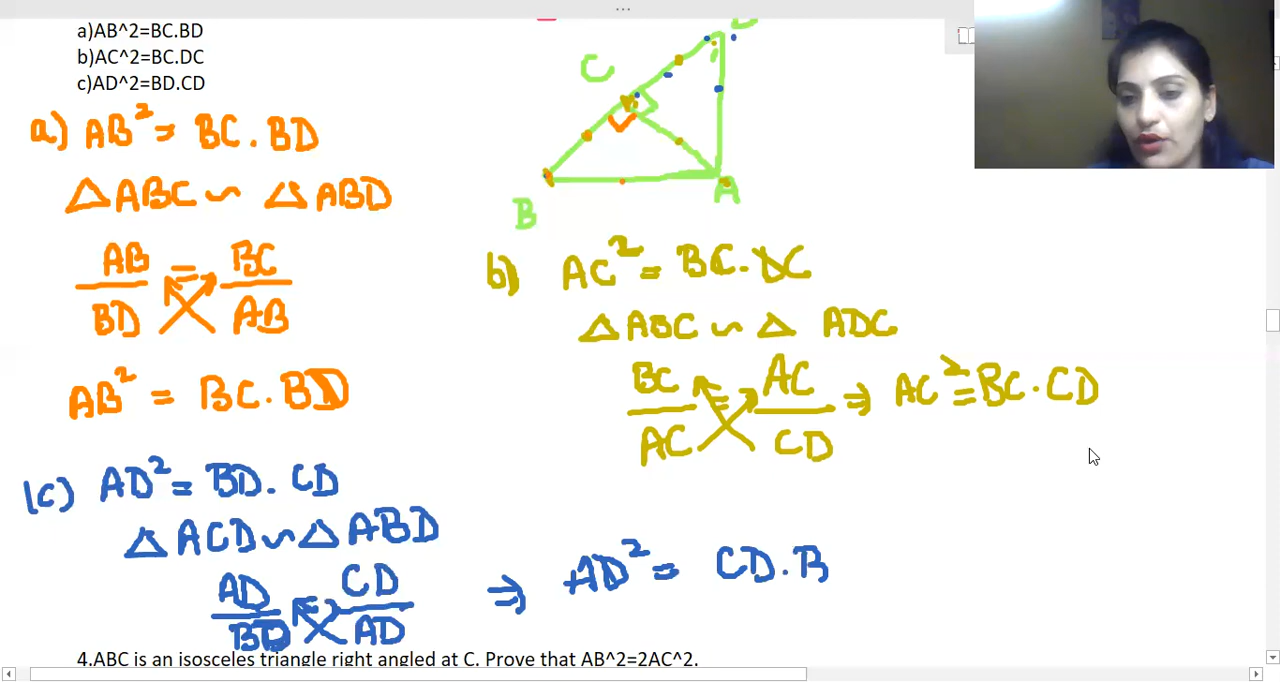 a)AB^2=BC.BD
b)AC^2=BC.DC
c)AD^2=BD.CD
a) AB² = BC.BD
△ABC ~ △ABD
AB/BD = BC/AB
AB² = BC.BD
C
B
A
b) AC² = BC.DC
△ABC ~ △ADC
BC/AC = AC/CD ⇒ AC² = BC.CD
(c) AD² = BD.CD
△ACD ~ △ABD
AD/BD = CD/AD ⇒ AD² = CD.B
4.ABC is an isosceles triangle right angled at C. Prove that AB^2=2AC^2.